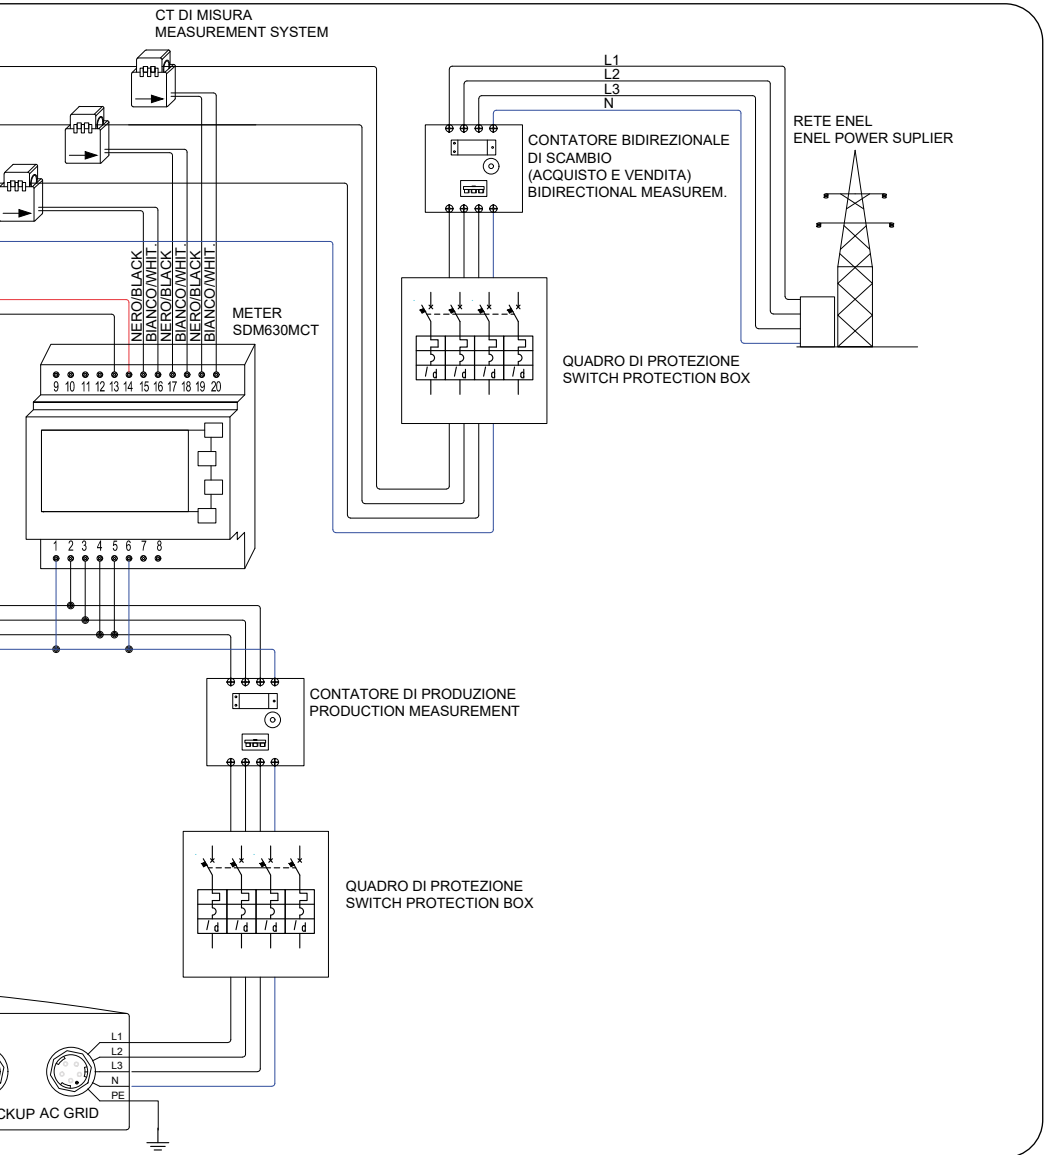 CT DI MISURA
MEASUREMENT SYSTEM
L1
L2
L3
N
RETE ENEL
ENEL POWER SUPLIER
CONTATORE BIDIREZIONALE
DI SCAMBIO
(ACQUISTO E VENDITA)
BIDIRECTIONAL MEASUREM.
NERO/BLACK
BIANCO/WHIT.
NERO/BLACK
BIANCO/WHIT.
NERO/BLACK
BIANCO/WHIT.
METER
SDM630MCT
9 10 11 12 13 14 15 16 17 18 19 20
QUADRO DI PROTEZIONE
SWITCH PROTECTION BOX
/ d / d / d / d
1 2 3 4 5 6 7 8
CONTATORE DI PRODUZIONE
PRODUCTION MEASUREMENT
QUADRO DI PROTEZIONE
SWITCH PROTECTION BOX
/ d / d / d / d
L1
L2
L3
N
PE
CKUP AC GRID